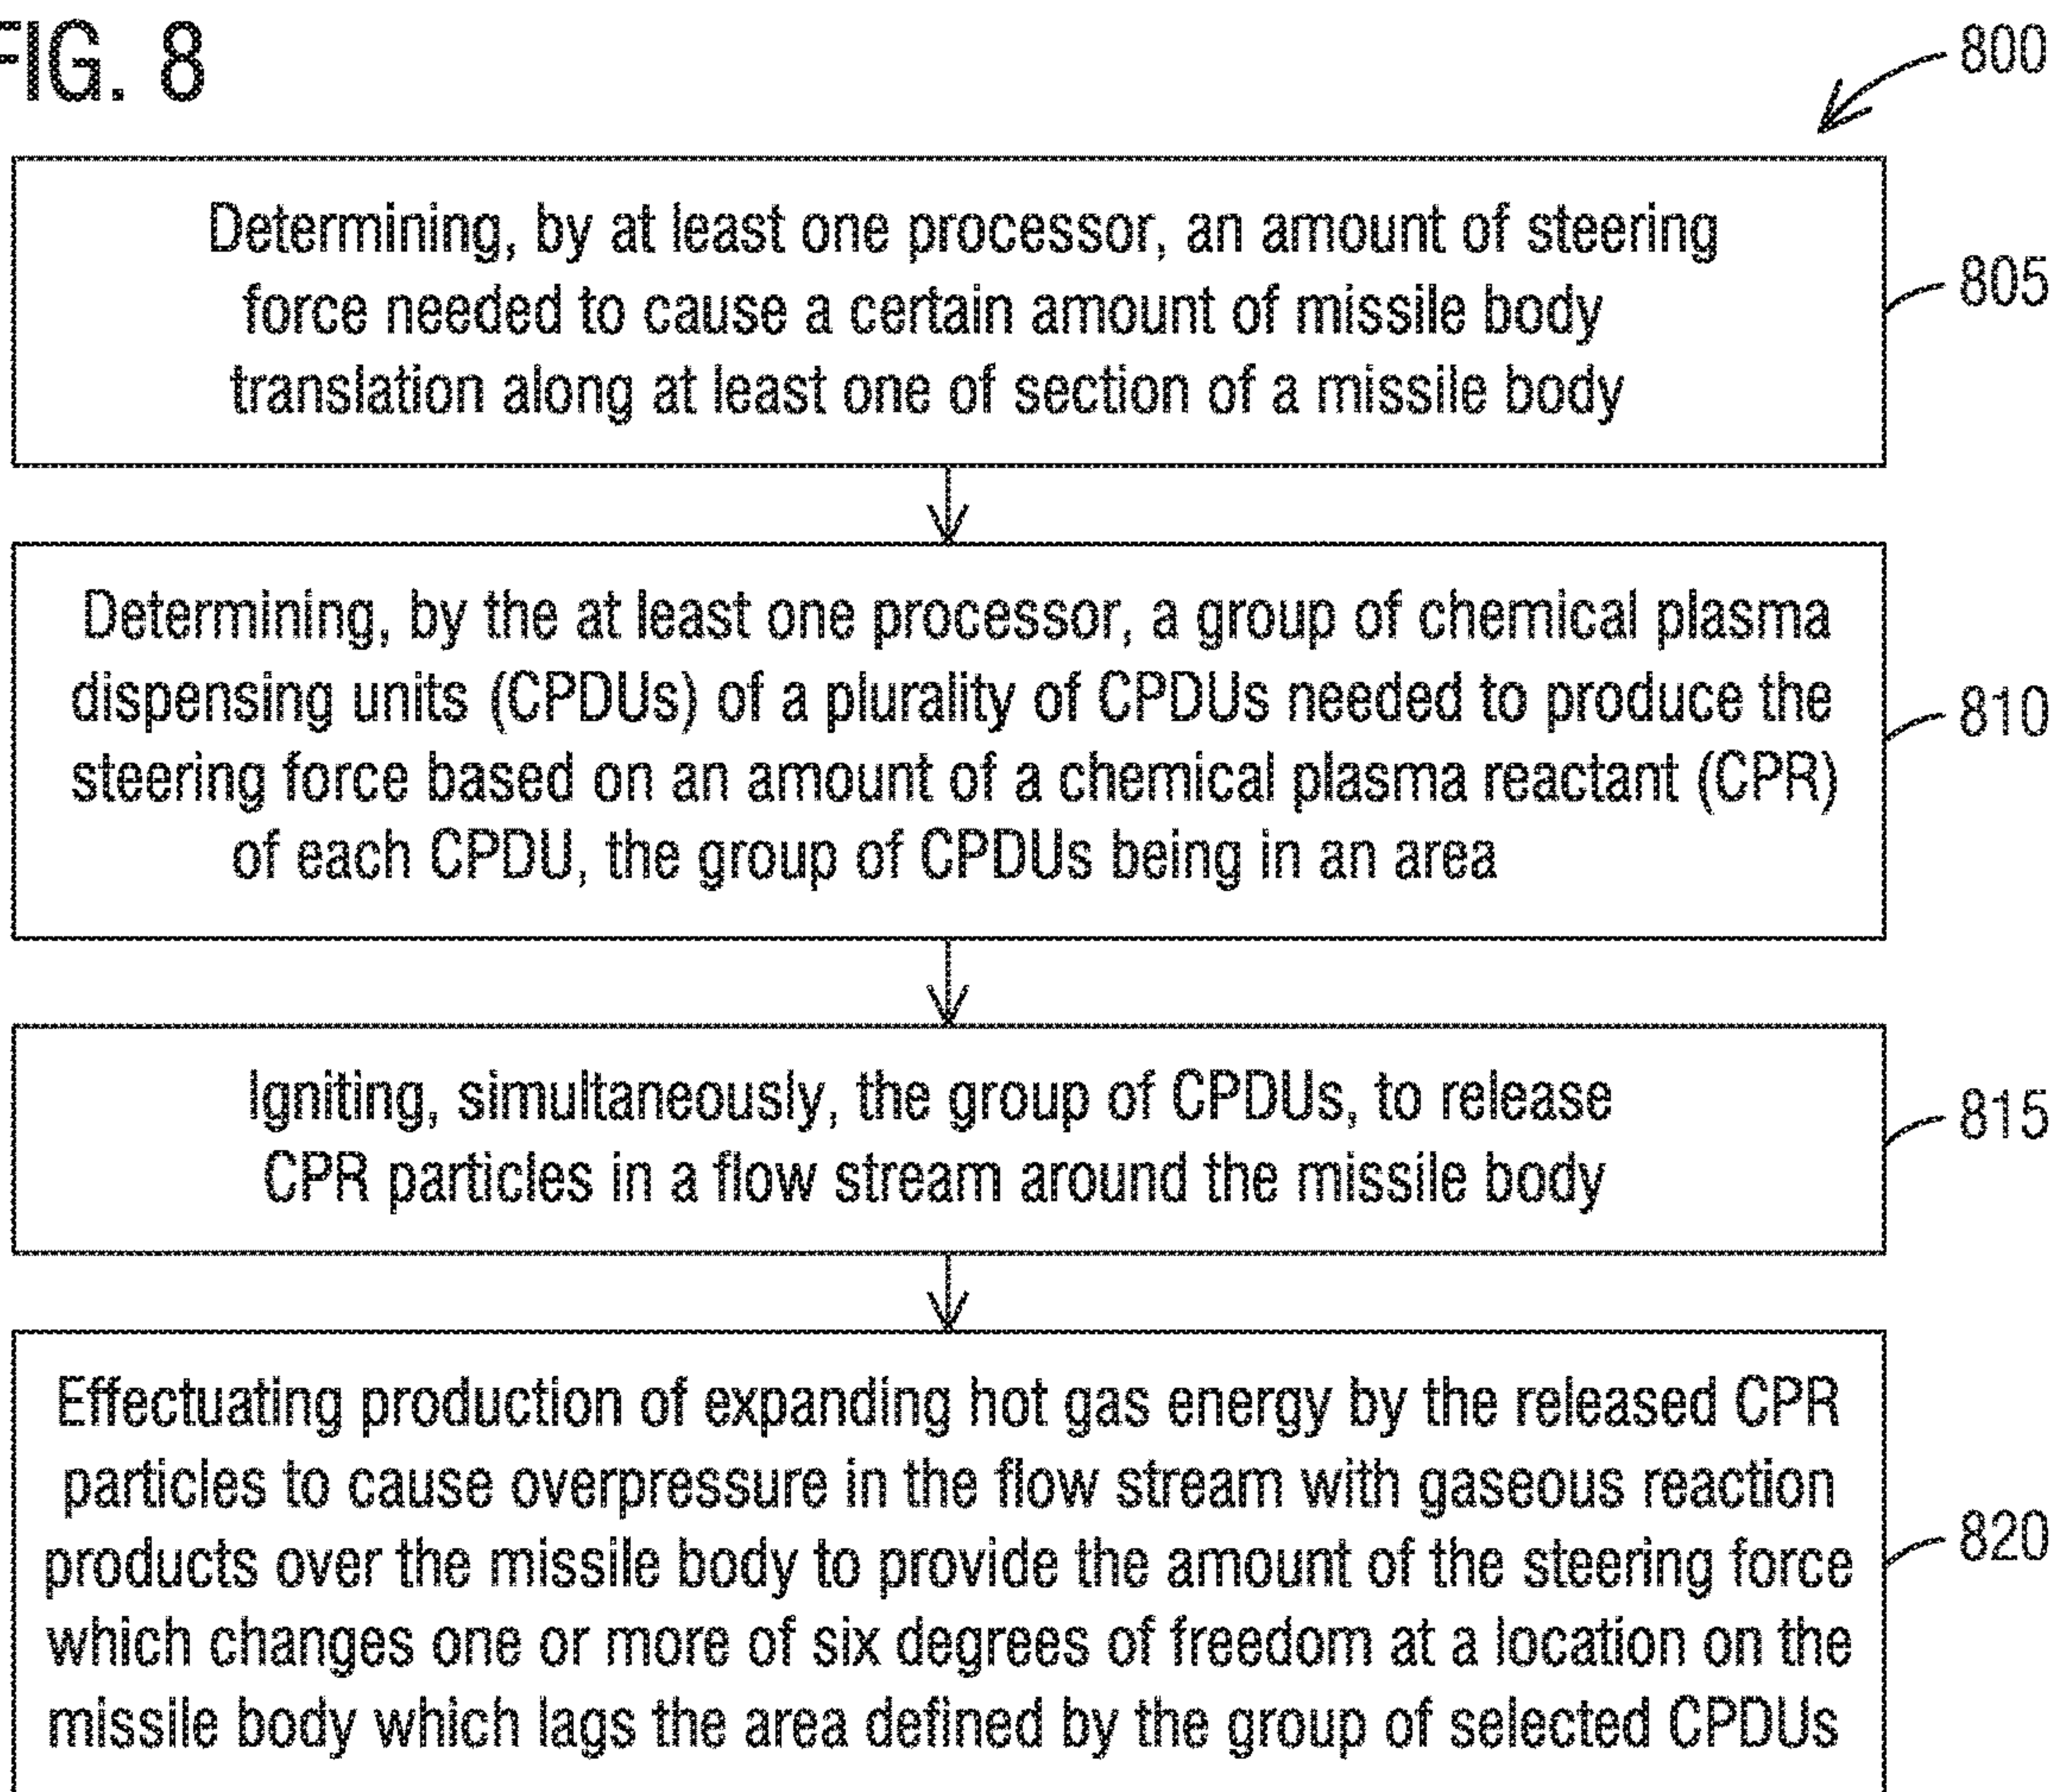 FIG. 8
800
Determining, by at least one processor, an amount of steering
force needed to cause a certain amount of missile body
translation along at least one of section of a missile body
805
Determining, by the at least one processor, a group of chemical plasma
dispensing units (CPDUs) of a plurality of CPDUs needed to produce the
steering force based on an amount of a chemical plasma reactant (CPR)
of each CPDU, the group of CPDUs being in an area
810
Igniting, simultaneously, the group of CPDUs, to release
CPR particles in a flow stream around the missile body
815
Effectuating production of expanding hot gas energy by the released CPR
particles to cause overpressure in the flow stream with gaseous reaction
products over the missile body to provide the amount of the steering force
which changes one or more of six degrees of freedom at a location on the
missile body which lags the area defined by the group of selected CPDUs
820